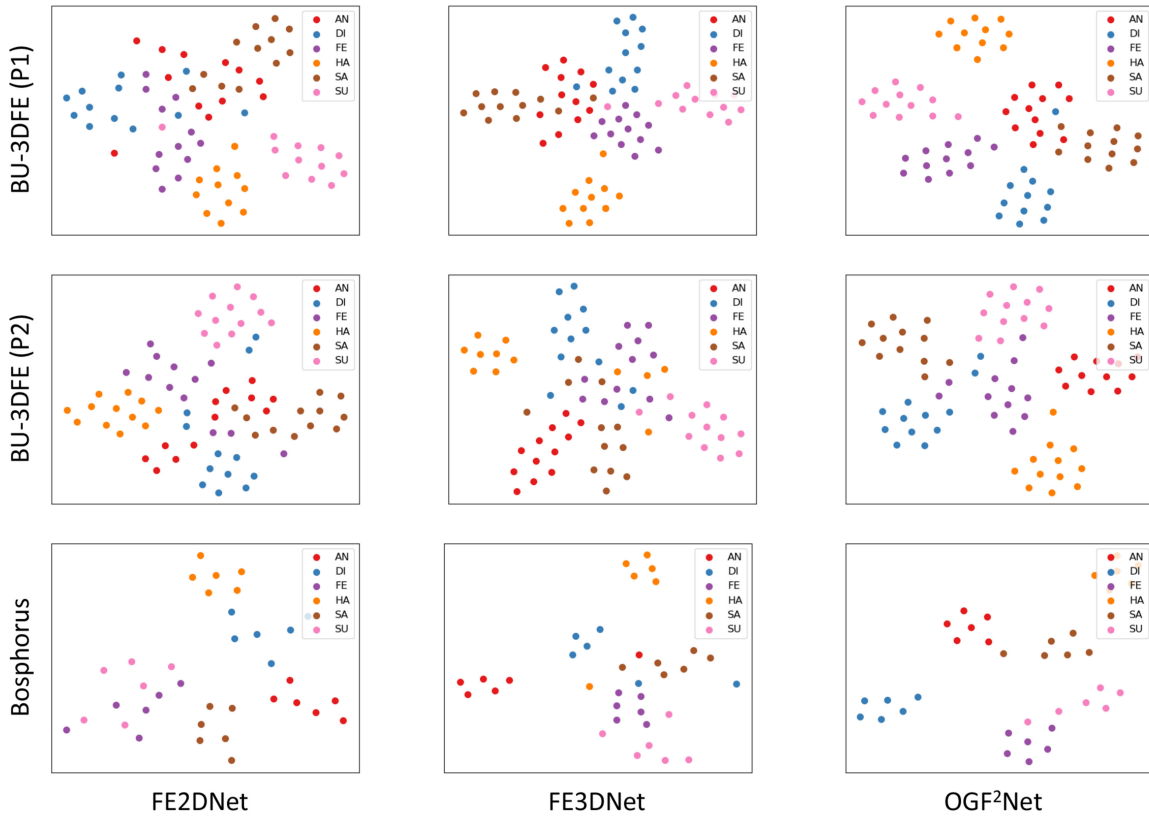 BU-3DFE (P1)
AN
DI
FE
HA
SA
SU
AN
DI
FE
HA
SA
SU
AN
DI
FE
HA
SA
SU
BU-3DFE (P2)
AN
DI
FE
HA
SA
SU
AN
DI
FE
HA
SA
SU
AN
DI
FE
HA
SA
SU
Bosphorus
AN
DI
FE
HA
SA
SU
AN
DI
FE
HA
SA
SU
AN
DI
FE
HA
SA
SU
FE2DNet
FE3DNet
OGF²Net